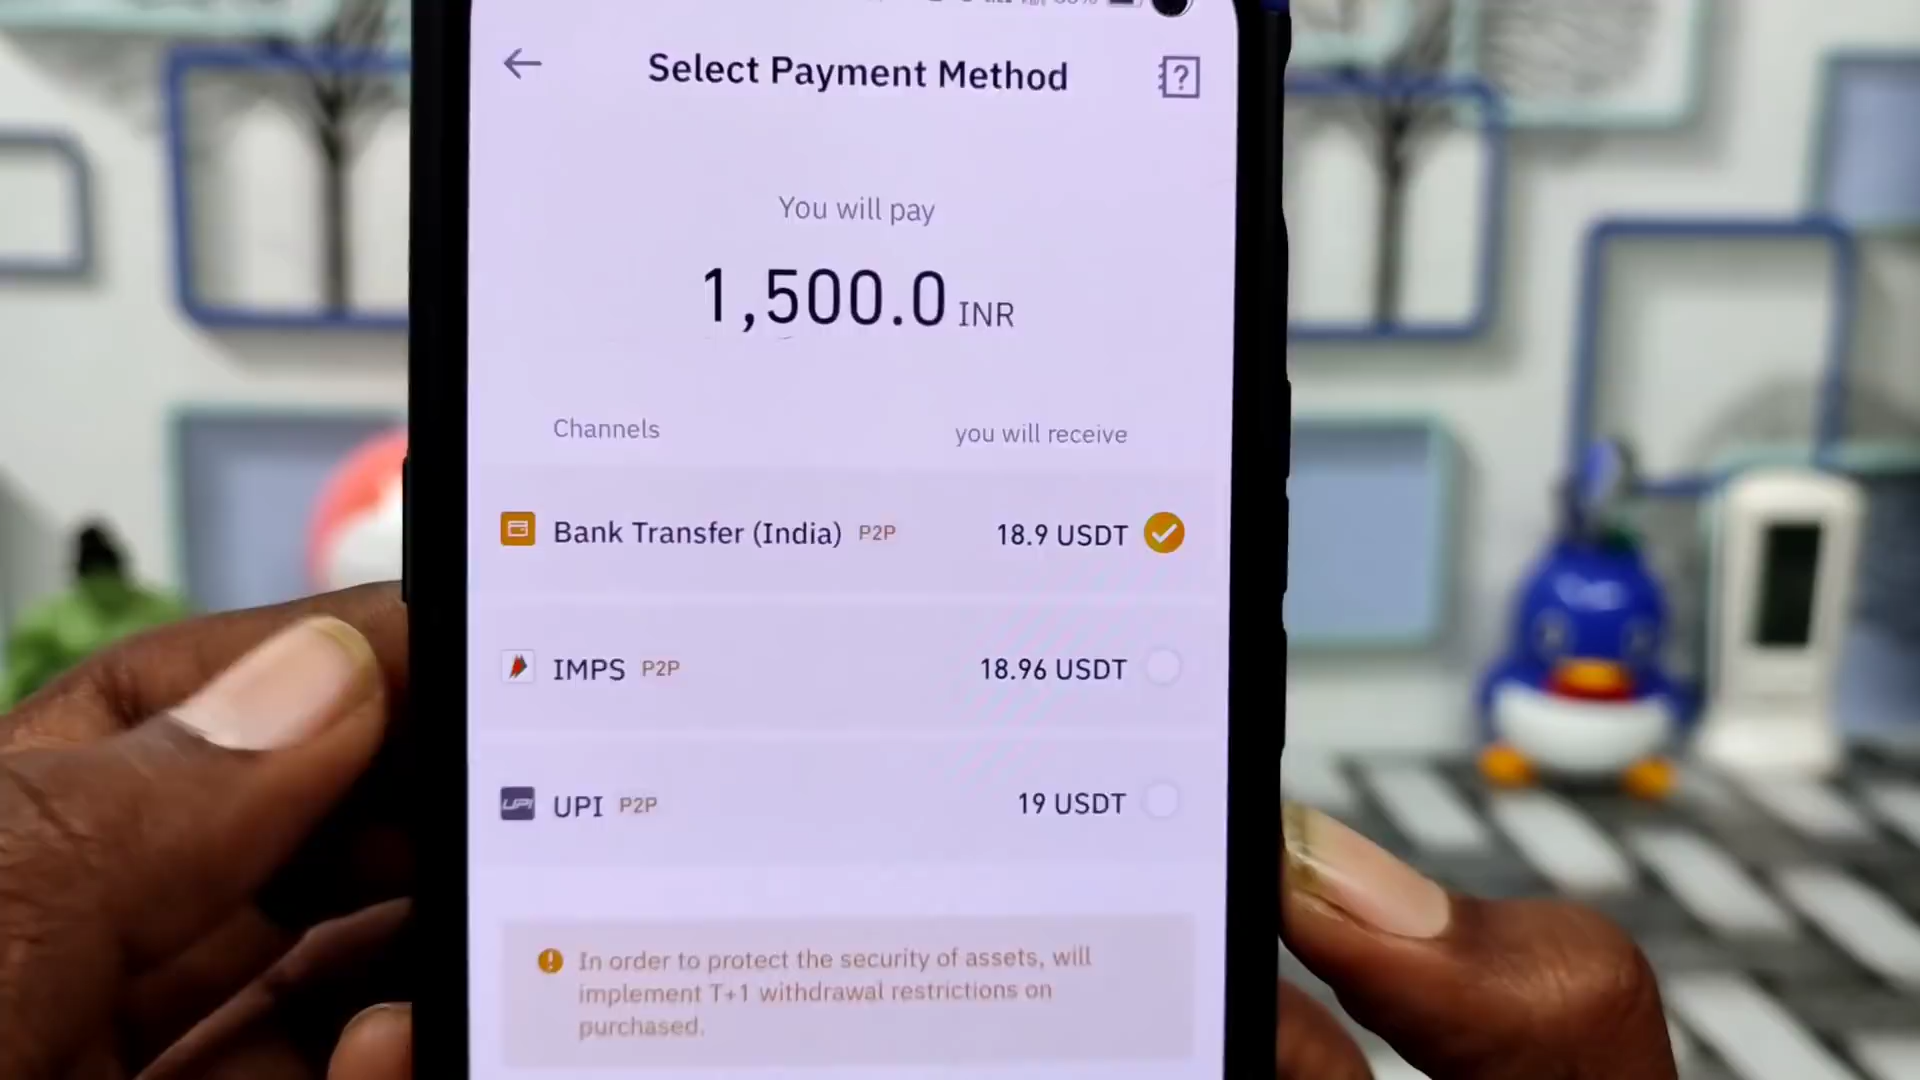 Select Payment Method
?
You will pay
1,500.0 INR
Channels you will receive
Bank Transfer (India) P2P 18.9 USDT
IMPS P2P 18.96 USDT
UPI UPI P2P 19 USDT
In order to protect the security of assets, will
implement T+1 withdrawal restrictions on
purchased.